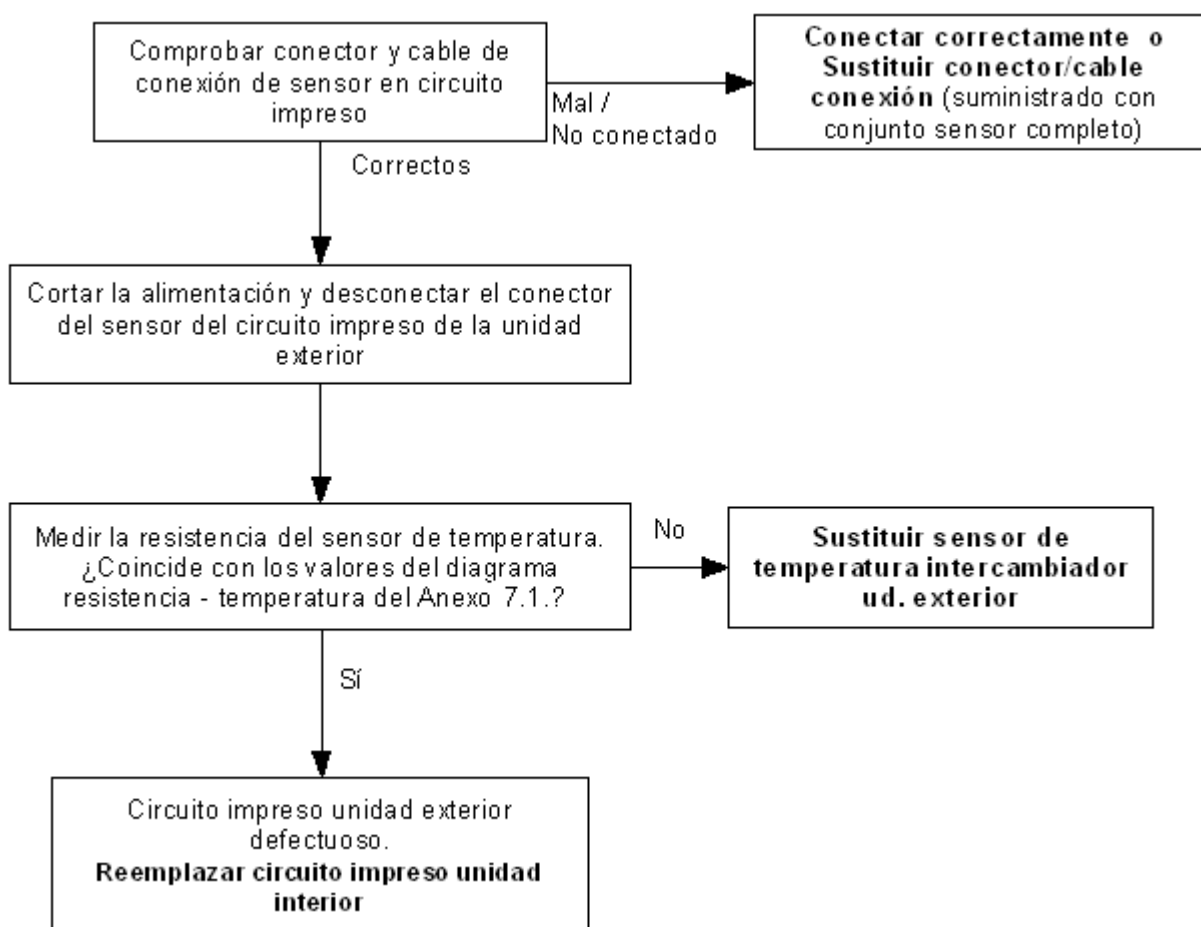 Comprobar conector y cable de
conexión de sensor en circuito
impreso
Conectar correctamente o
Sustituir conector/cable
conexión (suministrado con
conjunto sensor completo)
Mal /
No conectado
Correctos
Cortar la alimentación y desconectar el conector
del sensor del circuito impreso de la unidad
exterior
Medir la resistencia del sensor de temperatura.
¿Coincide con los valores del diagrama
resistencia - temperatura del Anexo 7.1.?
No
Sustituir sensor de
temperatura intercambiador
ud. exterior
Sí
Circuito impreso unidad exterior
defectuoso.
Reemplazar circuito impreso unidad
interior